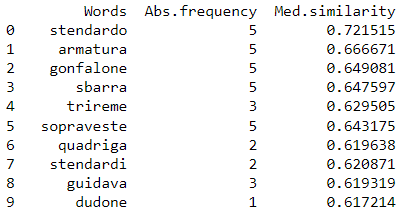 Words Abs.frequency Med.similarity
0 stendardo 5 0.721515
1 armatura 5 0.666671
2 gonfalone 5 0.649081
3 sbarra 5 0.647597
4 trireme 3 0.629505
5 sopraveste 5 0.643175
6 quadriga 2 0.619638
7 stendardi 2 0.620871
8 guidava 3 0.619319
9 dudone 1 0.617214